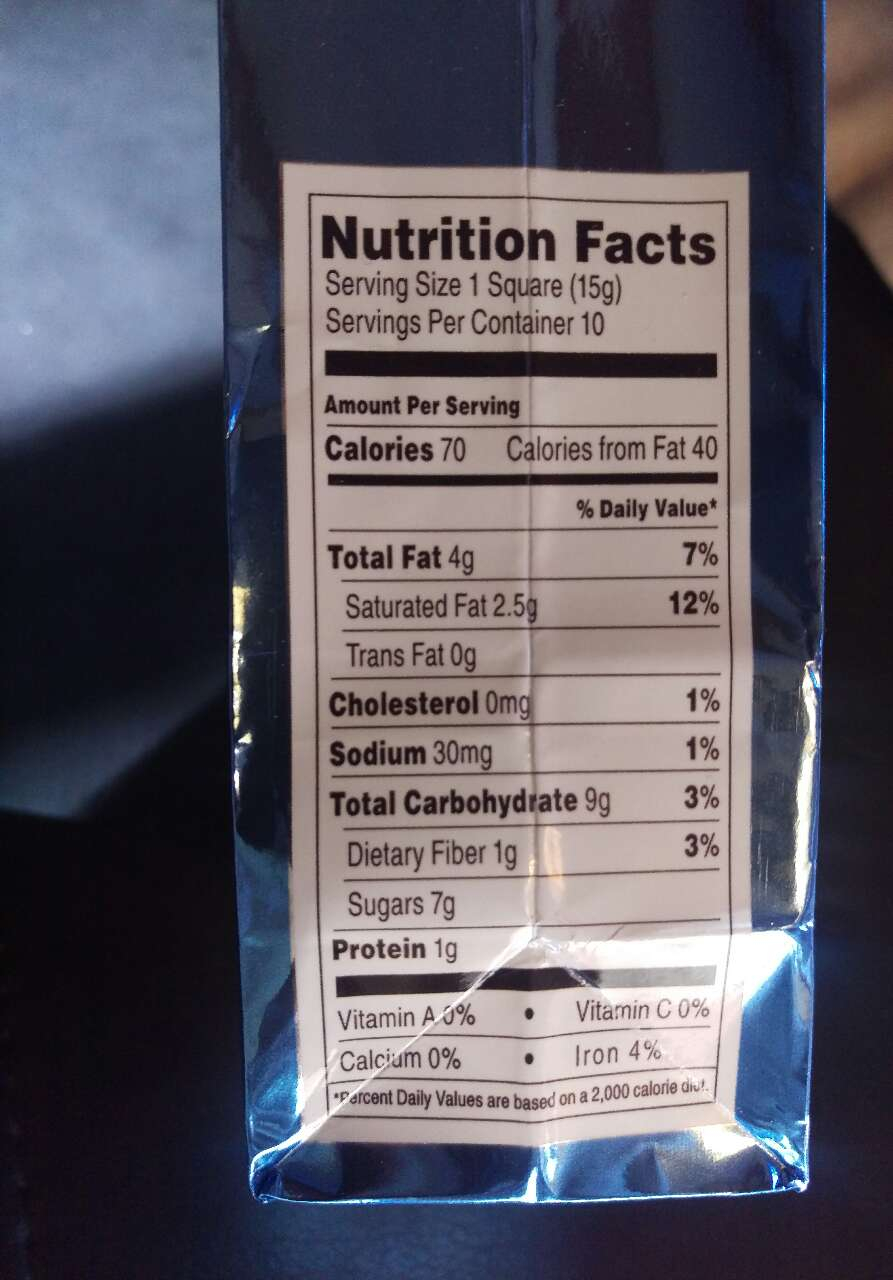 Nutrition Facts
Serving Size 1 Square (15g)
Servings Per Container 10
Amount Per Serving
Calories 70 Calories from Fat 40
% Daily Value*
Total Fat 4g 7%
Saturated Fat 2.5g 12%
Trans Fat 0g
Cholesterol 0mg 1%
Sodium 30mg 1%
Total Carbohydrate 9g 3%
Dietary Fiber 1g 3%
Sugars 7g
Protein 1g
Vitamin A 0% • Vitamin C 0%
Calcium 0% • Iron 4%
*Percent Daily Values are based on a 2,000 calorie diet.